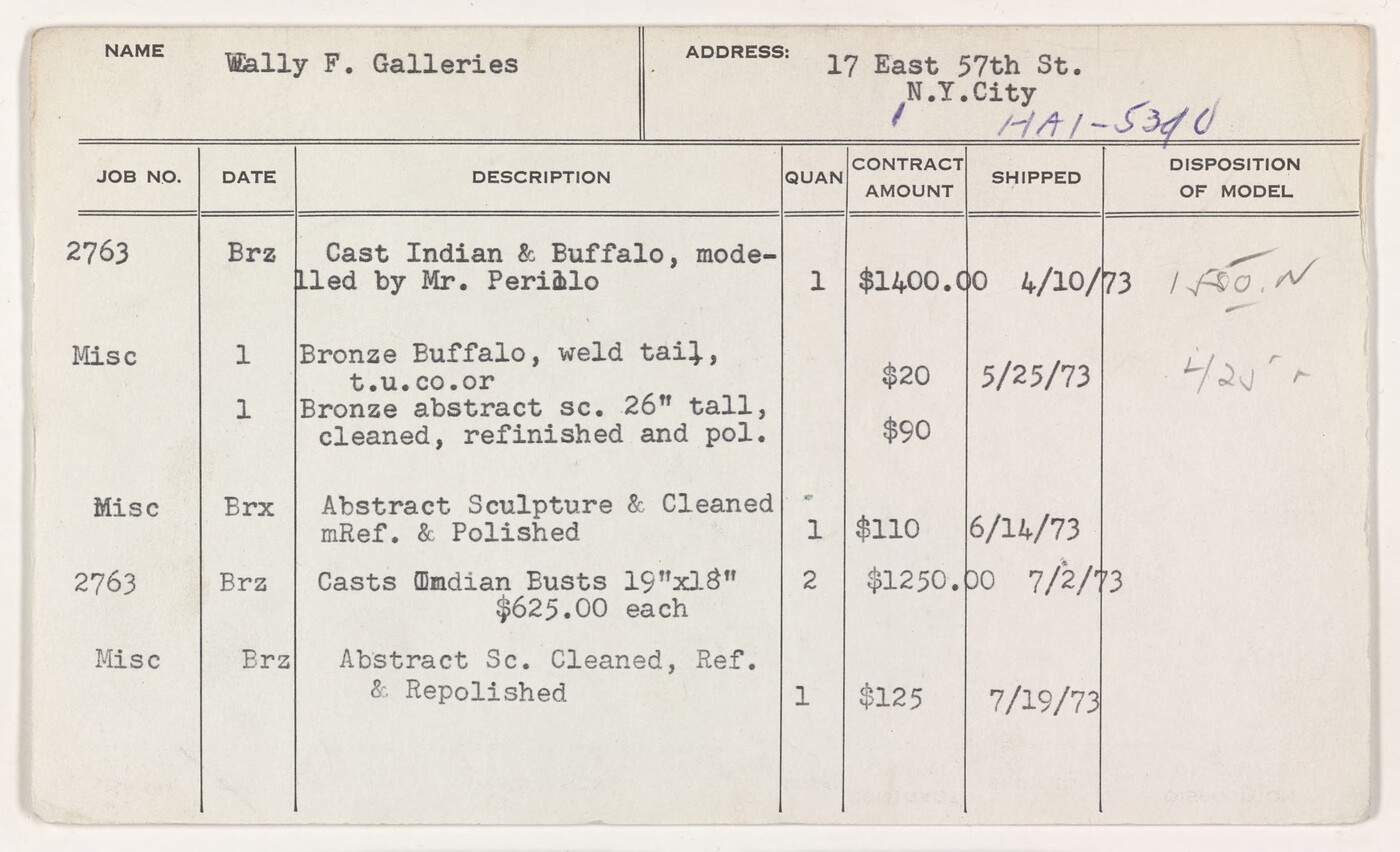 NAME Wally F. Galleries ADDRESS: 17 East 57th St.
N.Y.City
HAI-5340
JOB NO. DATE DESCRIPTION QUAN CONTRACT AMOUNT SHIPPED DISPOSITION OF MODEL
2763 Brz Cast Indian & Buffalo, mode-
lled by Mr. Perillo 1 $1400.00 4/10/73 1500.
Misc 1 Bronze Buffalo, weld tail,
t.u.co.or $20 5/25/73
1 Bronze abstract sc. 26" tall,
cleaned, refinished and pol. $90
Misc Brx Abstract Sculpture & Cleaned
mRef. & Polished 1 $110 6/14/73
2763 Brz Casts Indian Busts 19"x18" 2 $1250.00 7/2/73
$625.00 each
Misc Brz Abstract Sc. Cleaned, Ref.
& Repolished 1 $125 7/19/73